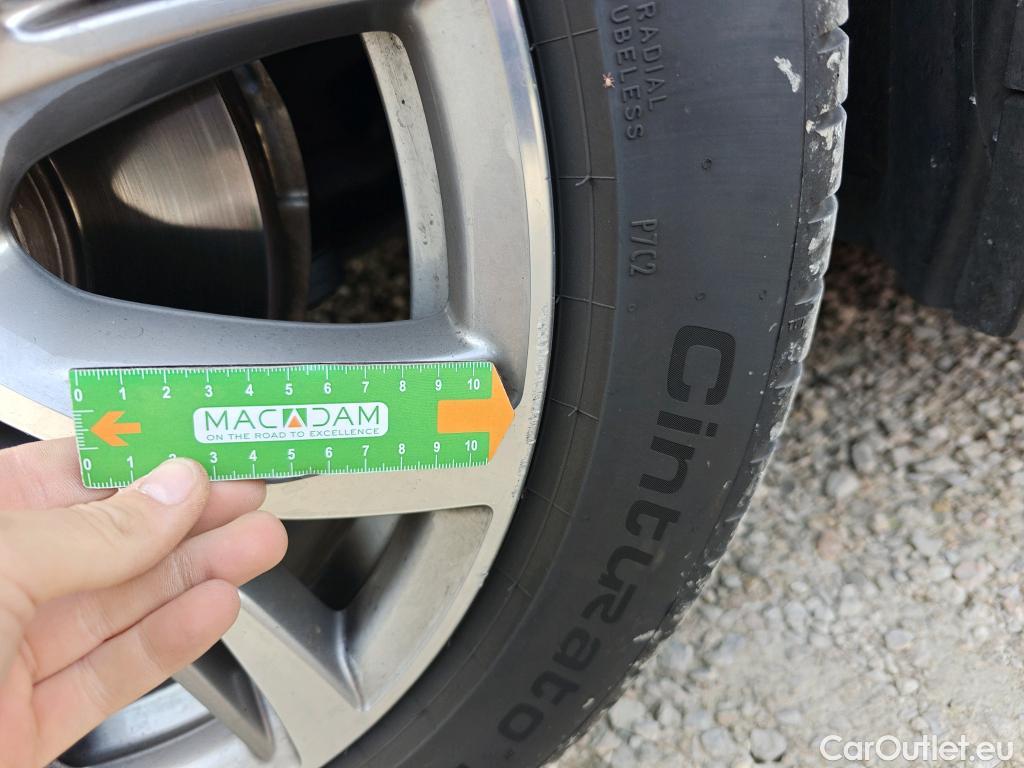 RADIAL
UBELESS
P7C2
E
cinturato
0 1 2 3 4 5 6 7 8 9 10
MACADAM
ON THE ROAD TO EXCELLENCE
0 1 2 3 4 5 6 7 8 9 10
CarOutlet.eu